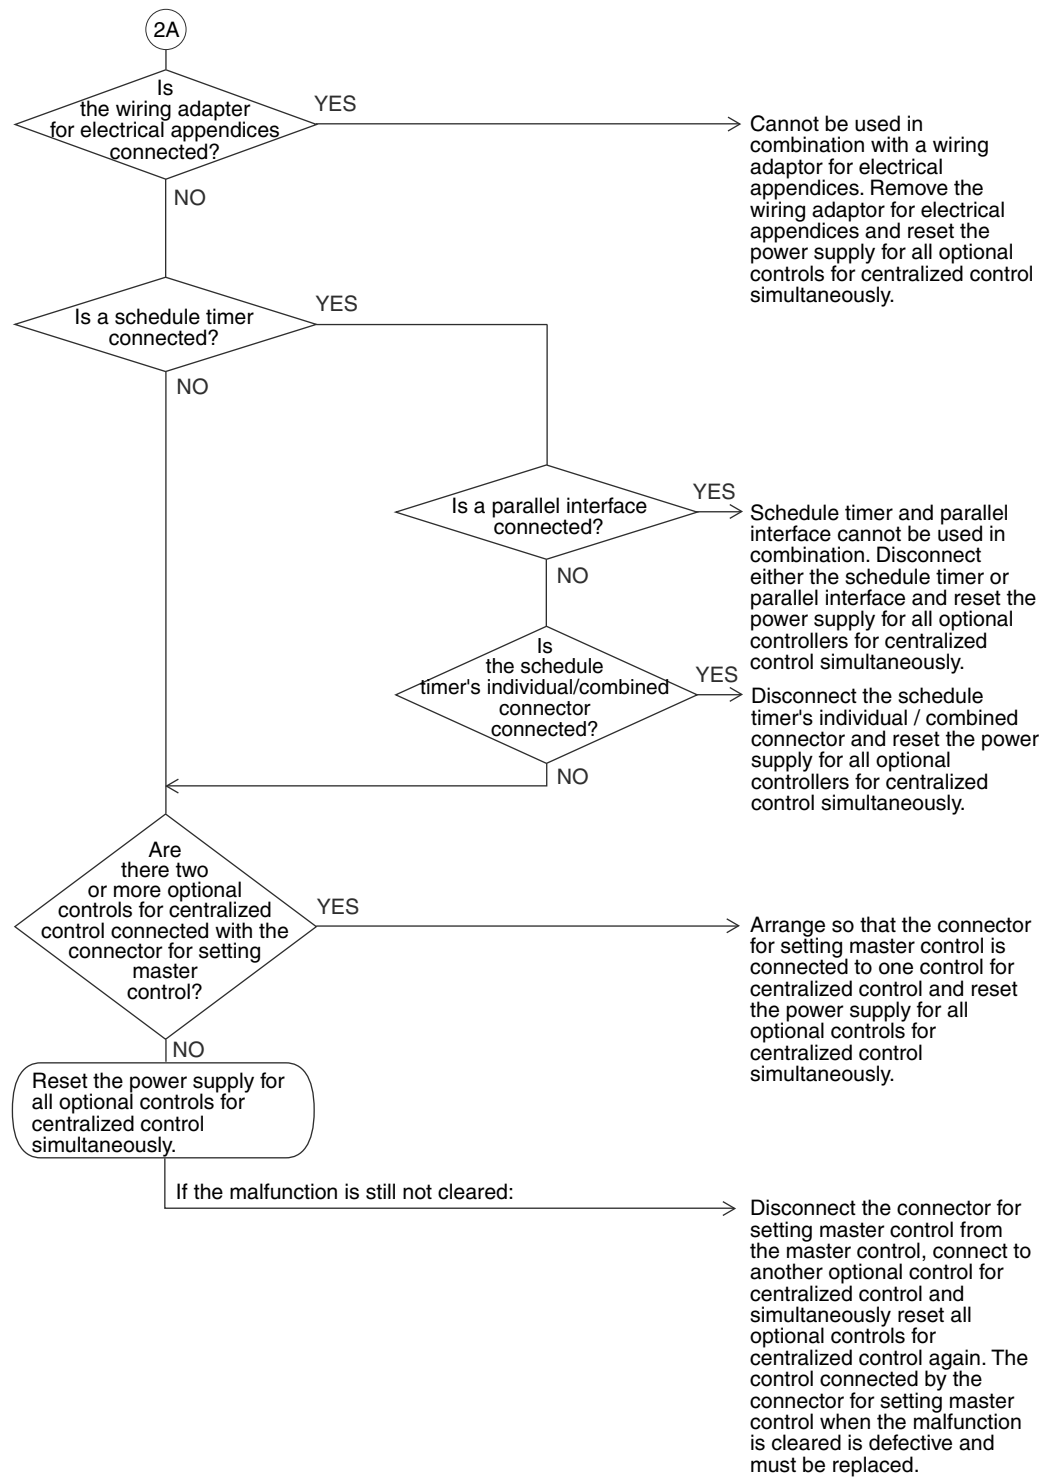 2A
Is
the wiring adapter
for electrical appendices
connected?
YES
Cannot be used in
combination with a wiring
adaptor for electrical
appendices. Remove the
wiring adaptor for electrical
appendices and reset the
power supply for all optional
controls for centralized control
simultaneously.
NO
Is a schedule timer
connected?
YES
NO
Is a parallel interface
connected?
YES
Schedule timer and parallel
interface cannot be used in
combination. Disconnect
either the schedule timer or
parallel interface and reset the
power supply for all optional
controllers for centralized
control simultaneously.
NO
Is
the schedule
timer's individual/combined
connector
connected?
YES
Disconnect the schedule
timer's individual / combined
connector and reset the power
supply for all optional
controllers for centralized
control simultaneously.
NO
Are
there two
or more optional
controls for centralized
control connected with the
connector for setting
master
control?
YES
Arrange so that the connector
for setting master control is
connected to one control for
centralized control and reset
the power supply for all
optional controls for
centralized control
simultaneously.
NO
Reset the power supply for
all optional controls for
centralized control
simultaneously.
If the malfunction is still not cleared:
Disconnect the connector for
setting master control from
the master control, connect to
another optional control for
centralized control and
simultaneously reset all
optional controls for
centralized control again. The
control connected by the
connector for setting master
control when the malfunction
is cleared is defective and
must be replaced.